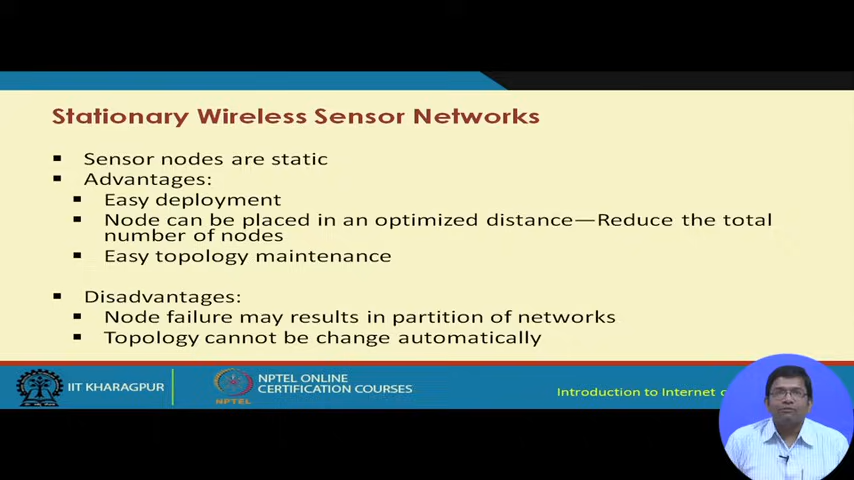 Stationary Wireless Sensor Networks
Sensor nodes are static
Advantages:
Easy deployment
Node can be placed in an optimized distance—Reduce the total
number of nodes
Easy topology maintenance
Disadvantages:
Node failure may results in partition of networks
Topology cannot be change automatically
IIT KHARAGPUR
NPTEL ONLINE
CERTIFICATION COURSES
NPTEL
Introduction to Internet